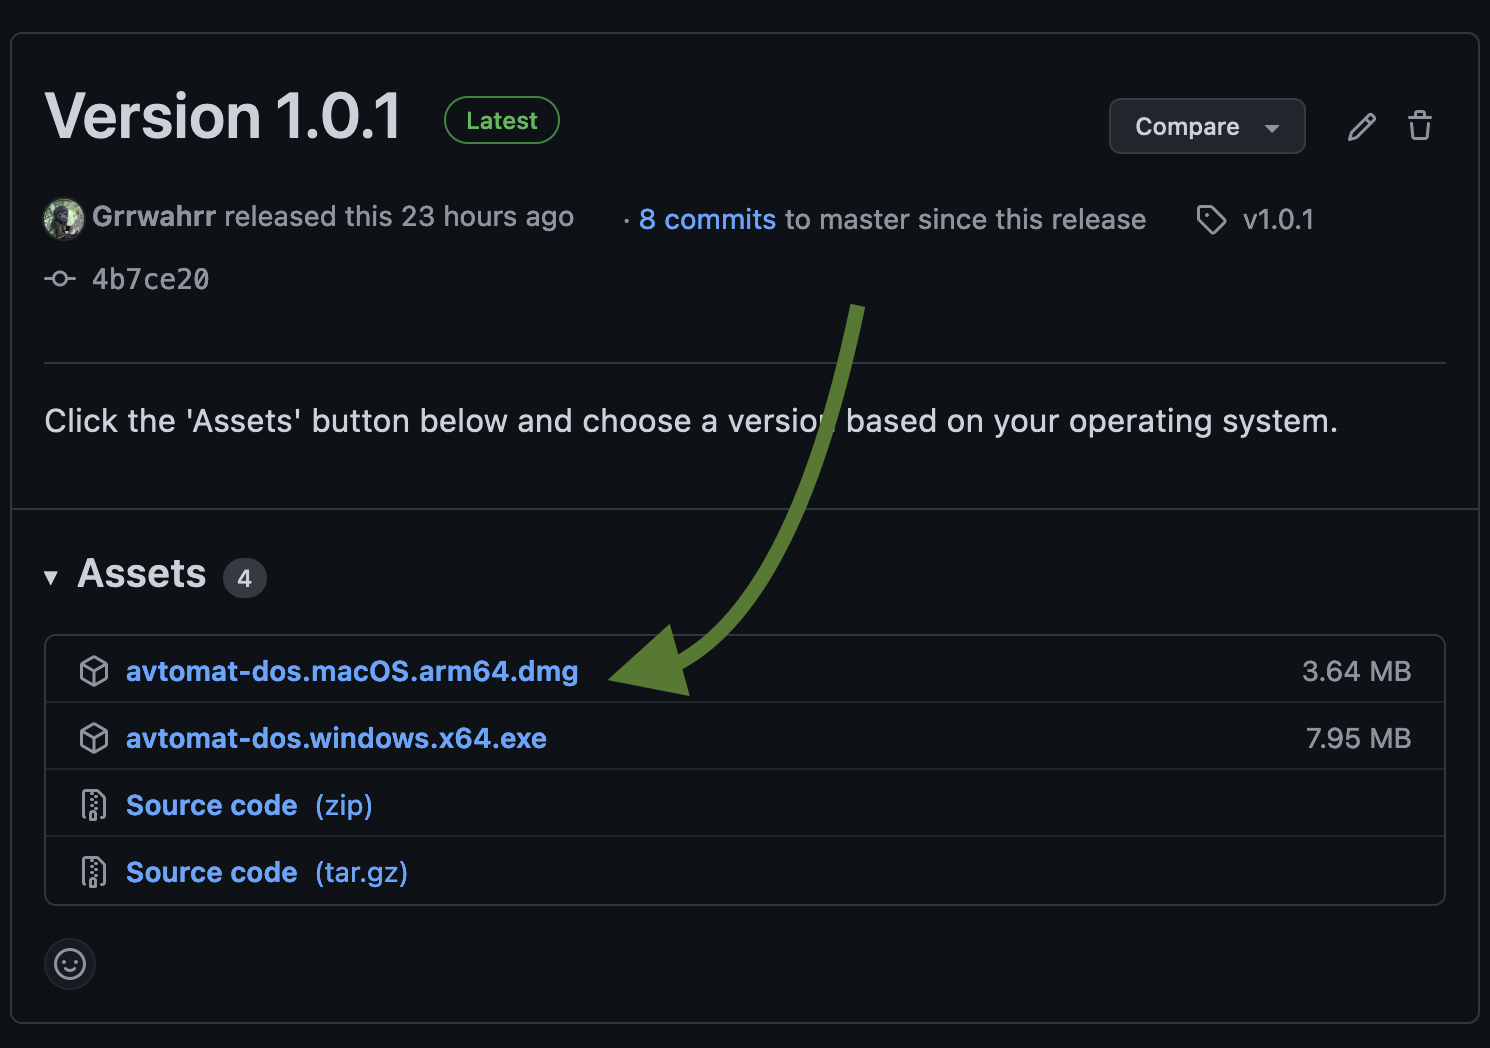 Version 1.0.1 Latest Compare
Grrwahrr released this 23 hours ago · 8 commits to master since this release v1.0.1
4b7ce20
Click the 'Assets' button below and choose a version based on your operating system.
Assets 4
avtomat-dos.macOS.arm64.dmg 3.64 MB
avtomat-dos.windows.x64.exe 7.95 MB
Source code (zip)
Source code (tar.gz)